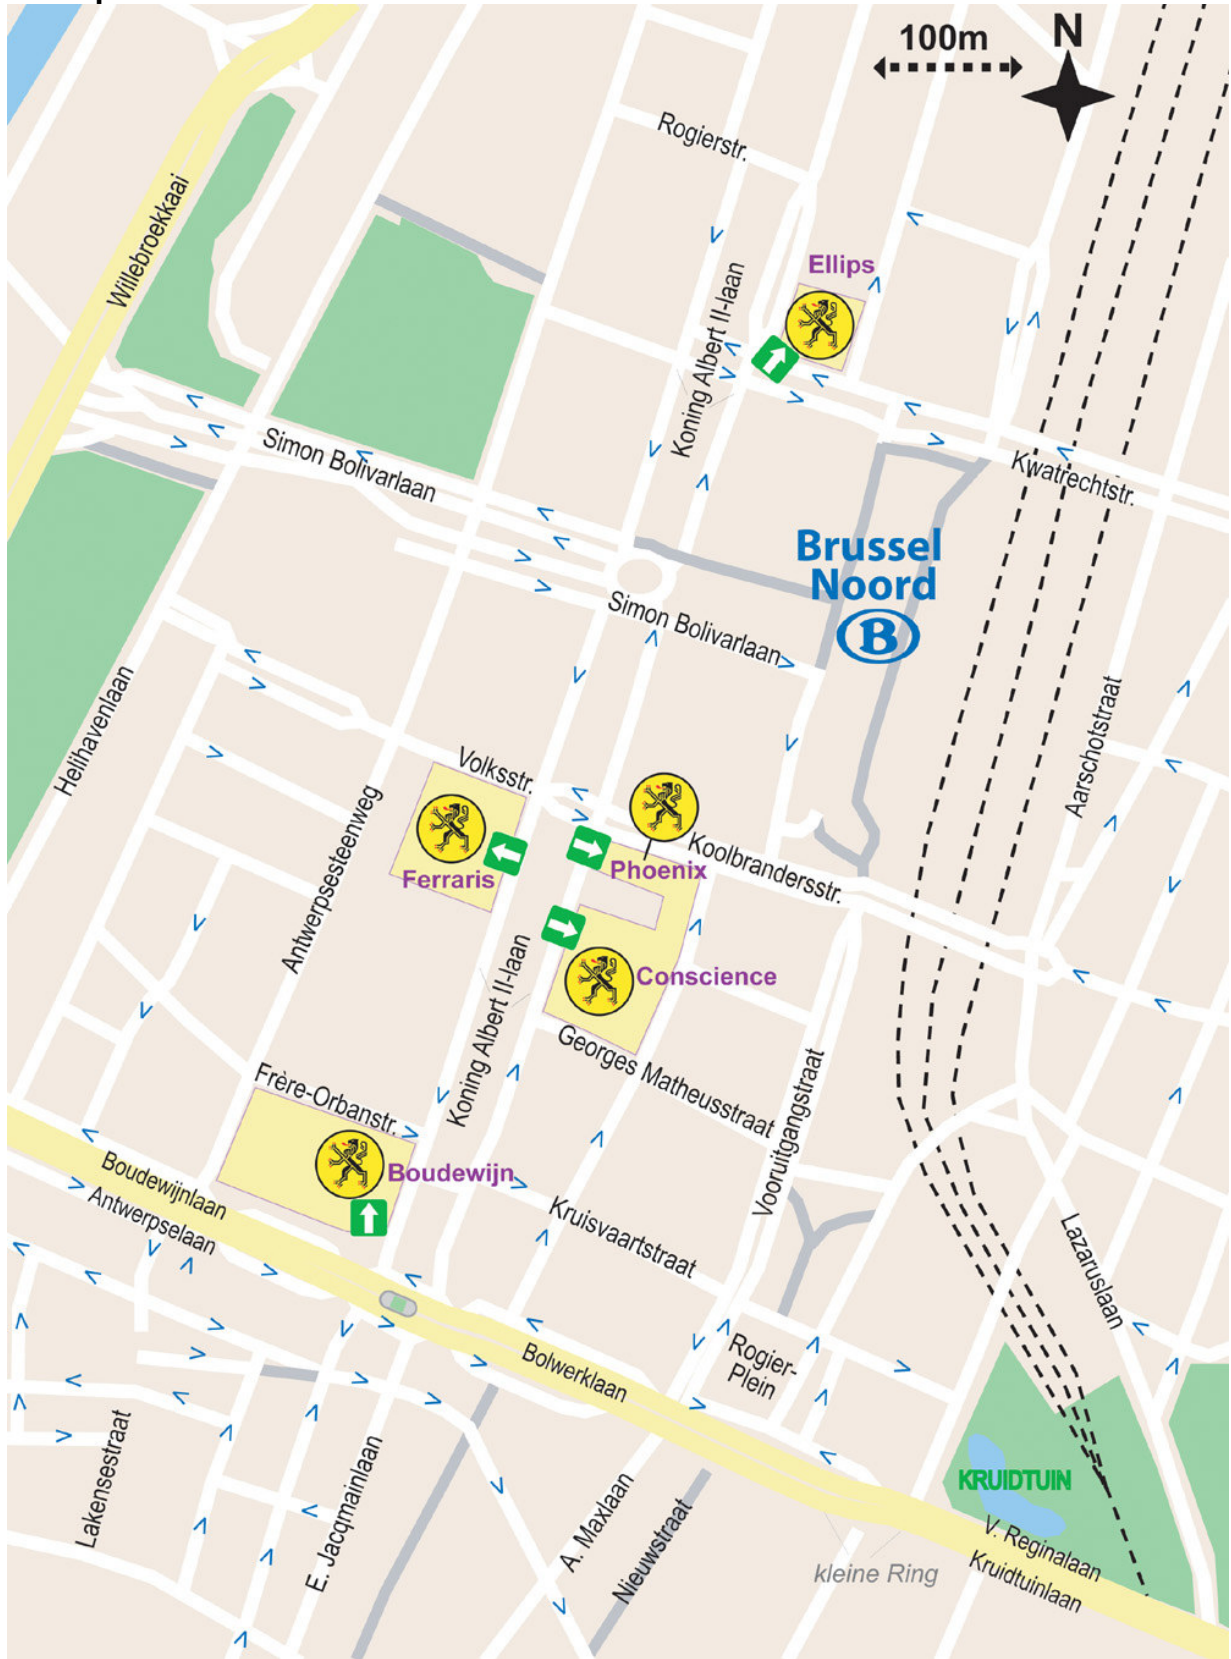 100m
N
Rogierstr.
Willebroekkaai
Ellips
Koning Albert II-laan
Simon Bolivarlaan
Kwatrechtstr.
Brussel
Noord
B
Simon Bolivarlaan
Helihavenlaan
Aarschotstraat
Volksstr.
Antwerpsesteenweg
Koolbrandersstr.
Phoenix
Ferraris
Conscience
Koning Albert II-laan
Georges Matheusstraat
Vooruitgangstraat
Frère-Orbanstr.
Boudewijn
Boudewijnlaan
Antwerpselaan
Kruisvaartstraat
Lazaruslaan
Rogier-
Plein
Bolwerklaan
Lakensestraat
E. Jacqmainlaan
A. Maxlaan
Nieuwstraat
KRUIDTUIN
V. Reginalaan
Kruidtuinlaan
kleine Ring